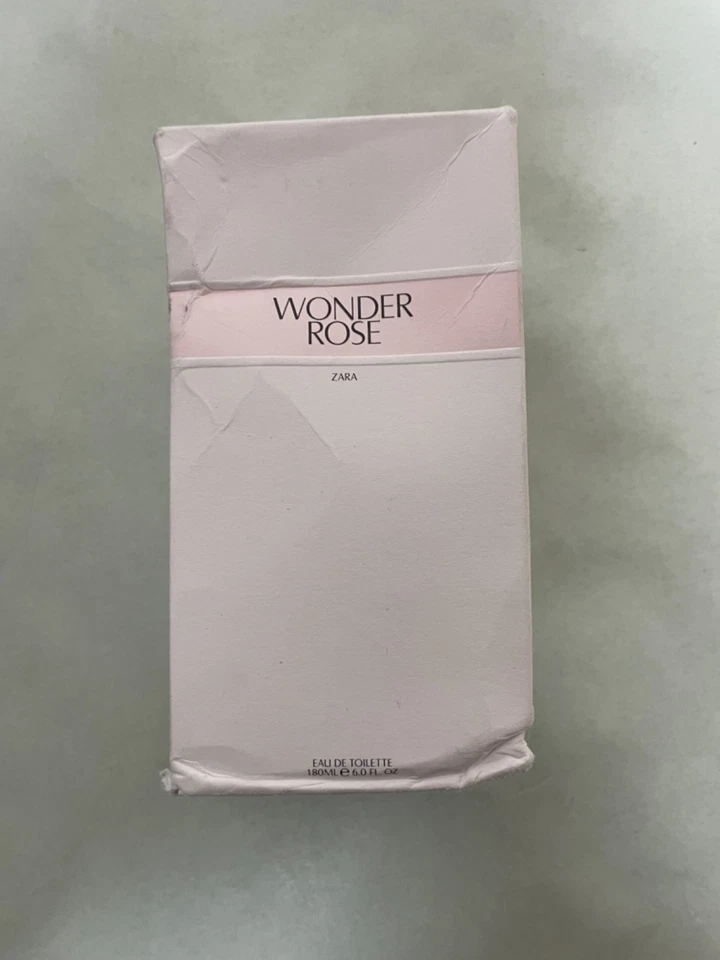 WONDER
ROSE
ZARA
EAU DE TOILETTE
180ML ℮ 6.0 FL. OZ